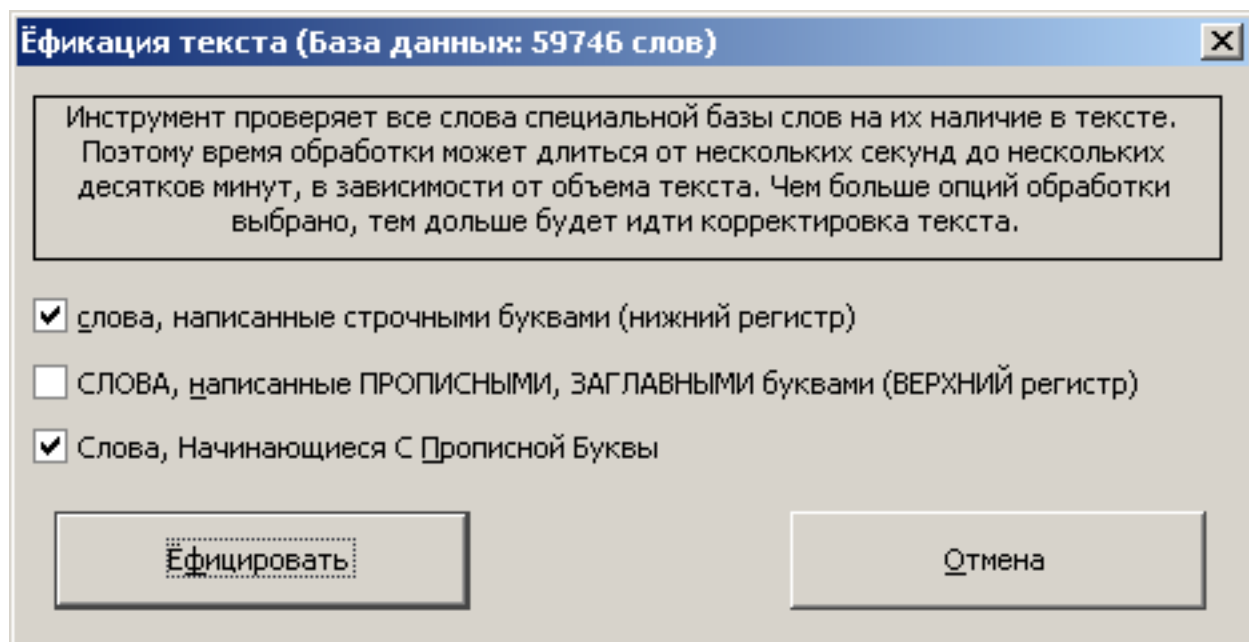 Ёфикация текста (База данных: 59746 слов)
Инструмент проверяет все слова специальной базы слов на их наличие в тексте.
Поэтому время обработки может длиться от нескольких секунд до нескольких
десятков минут, в зависимости от объема текста. Чем больше опций обработки
выбрано, тем дольше будет идти корректировка текста.
слова, написанные строчными буквами (нижний регистр)
СЛОВА, написанные ПРОПИСНЫМИ, ЗАГЛАВНЫМИ буквами (ВЕРХНИЙ регистр)
Слова, Начинающиеся С Прописной Буквы
Ёфицировать
Отмена